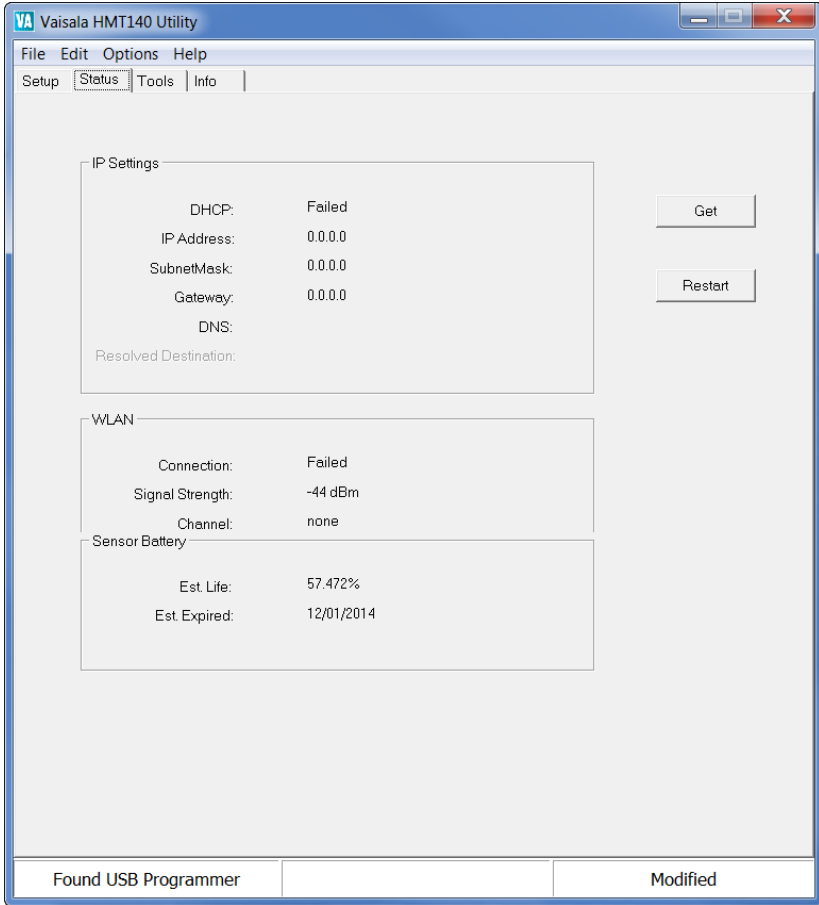 VA Vaisala HMT140 Utility
File Edit Options Help
Setup Status Tools Info
IP Settings
DHCP: Failed
IP Address: 0.0.0.0
SubnetMask: 0.0.0.0
Gateway: 0.0.0.0
DNS:
Resolved Destination:
Get
Restart
WLAN
Connection: Failed
Signal Strength: -44 dBm
Channel: none
Sensor Battery
Est. Life: 57.472%
Est. Expired: 12/01/2014
Found USB Programmer Modified